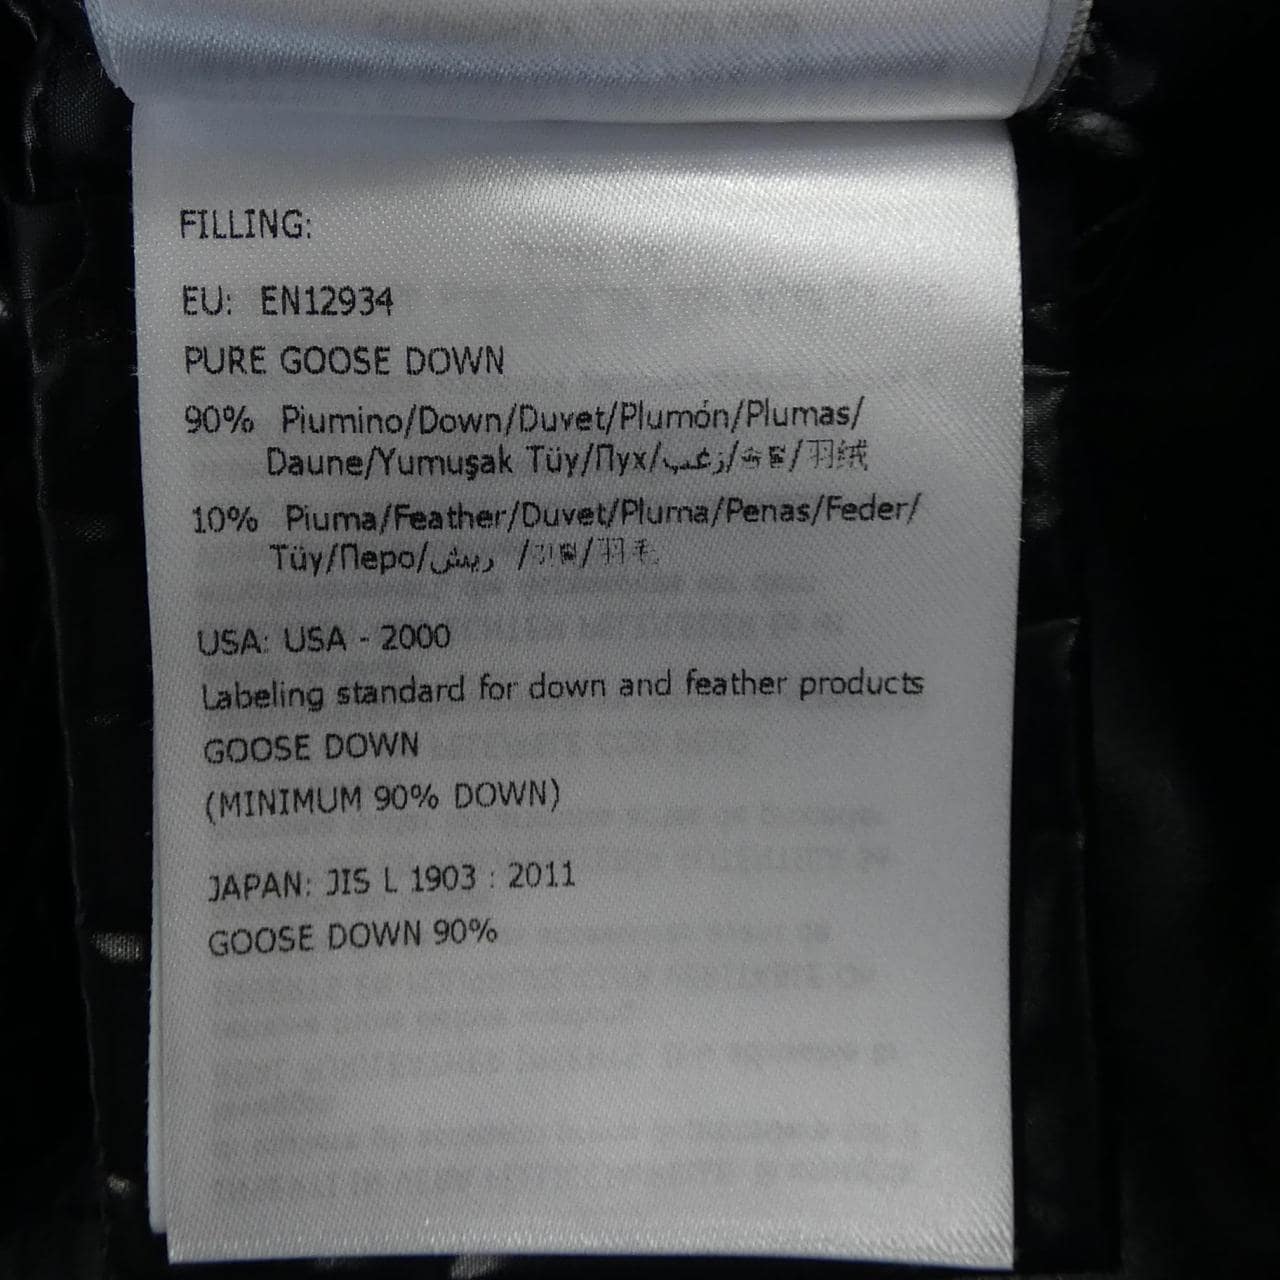 FILLING:
EU: EN12934
PURE GOOSE DOWN
90% Piumino/Down/Duvet/Plumón/Plumas/
Daune/Yumuşak Tüy/Пух/زغب/ /羽绒
10% Piuma/Feather/Duvet/Pluma/Penas/Feder/
Tüy/Перо/ريش / /羽毛
USA: USA - 2000
Labeling standard for down and feather products
GOOSE DOWN
(MINIMUM 90% DOWN)
JAPAN: JIS L 1903 : 2011
GOOSE DOWN 90%